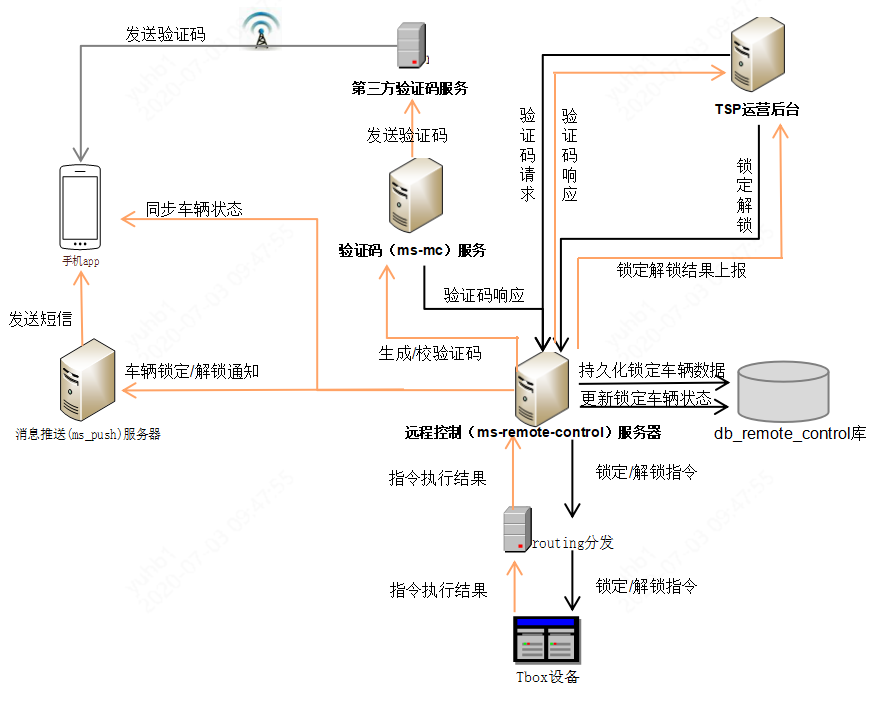 发送验证码
第三方验证码服务
TSP运营后台
发送验证码
验证码请求
验证码响应
锁定解锁
同步车辆状态
手机app
验证码（ms-mc）服务
锁定解锁结果上报
验证码响应
发送短信
生成/校验证码
车辆锁定/解锁通知
持久化锁定车辆数据
更新锁定车辆状态
消息推送(ms_push)服务器
远程控制（ms-remote-control）服务器
db_remote_control库
指令执行结果
锁定/解锁指令
routing分发
指令执行结果
锁定/解锁指令
Tbox设备